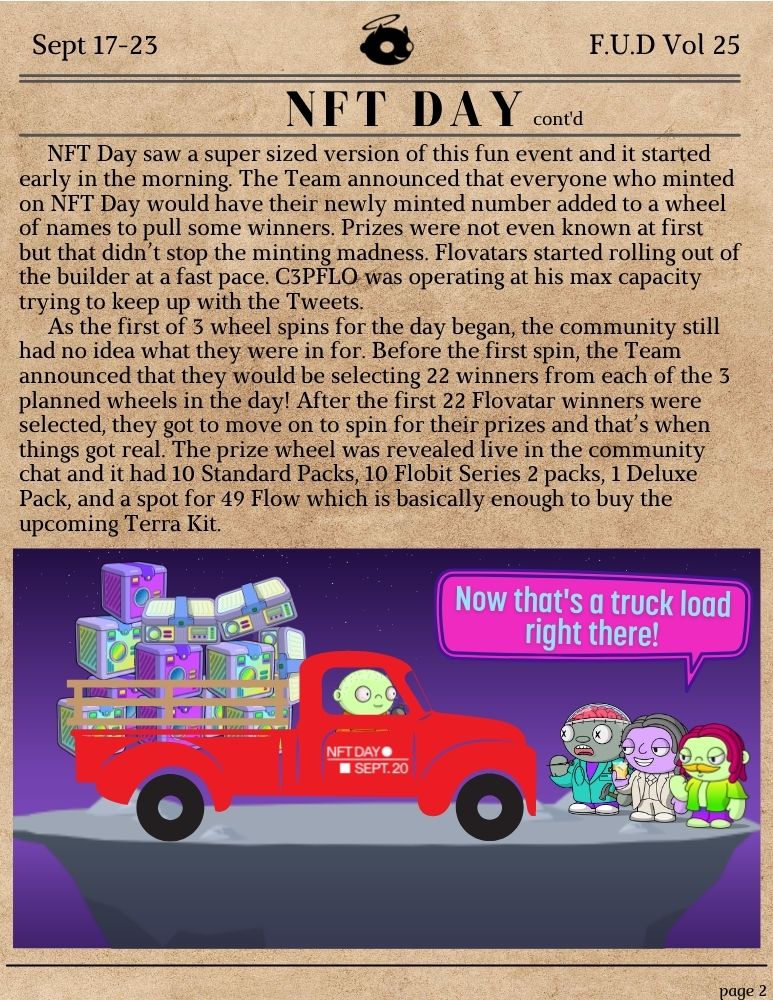 Sept 17-23
F.U.D Vol 25
NFT DAY cont'd
NFT Day saw a super sized version of this fun event and it started
early in the morning. The Team announced that everyone who minted
on NFT Day would have their newly minted number added to a wheel
of names to pull some winners. Prizes were not even known at first
but that didn't stop the minting madness. Flovatars started rolling out of
the builder at a fast pace. C3PFLO was operating at his max capacity
trying to keep up with the Tweets.
As the first of 3 wheel spins for the day began, the community still
had no idea what they were in for. Before the first spin, the Team
announced that they would be selecting 22 winners from each of the 3
planned wheels in the day! After the first 22 Flovatar winners were
selected, they got to move on to spin for their prizes and that's when
things got real. The prize wheel was revealed live in the community
chat and it had 10 Standard Packs, 10 Flobit Series 2 packs, 1 Deluxe
Pack, and a spot for 49 Flow which is basically enough to buy the
upcoming Terra Kit.
Now that's a truck load
right there!
NFT DAY
SEPT. 20
page 2